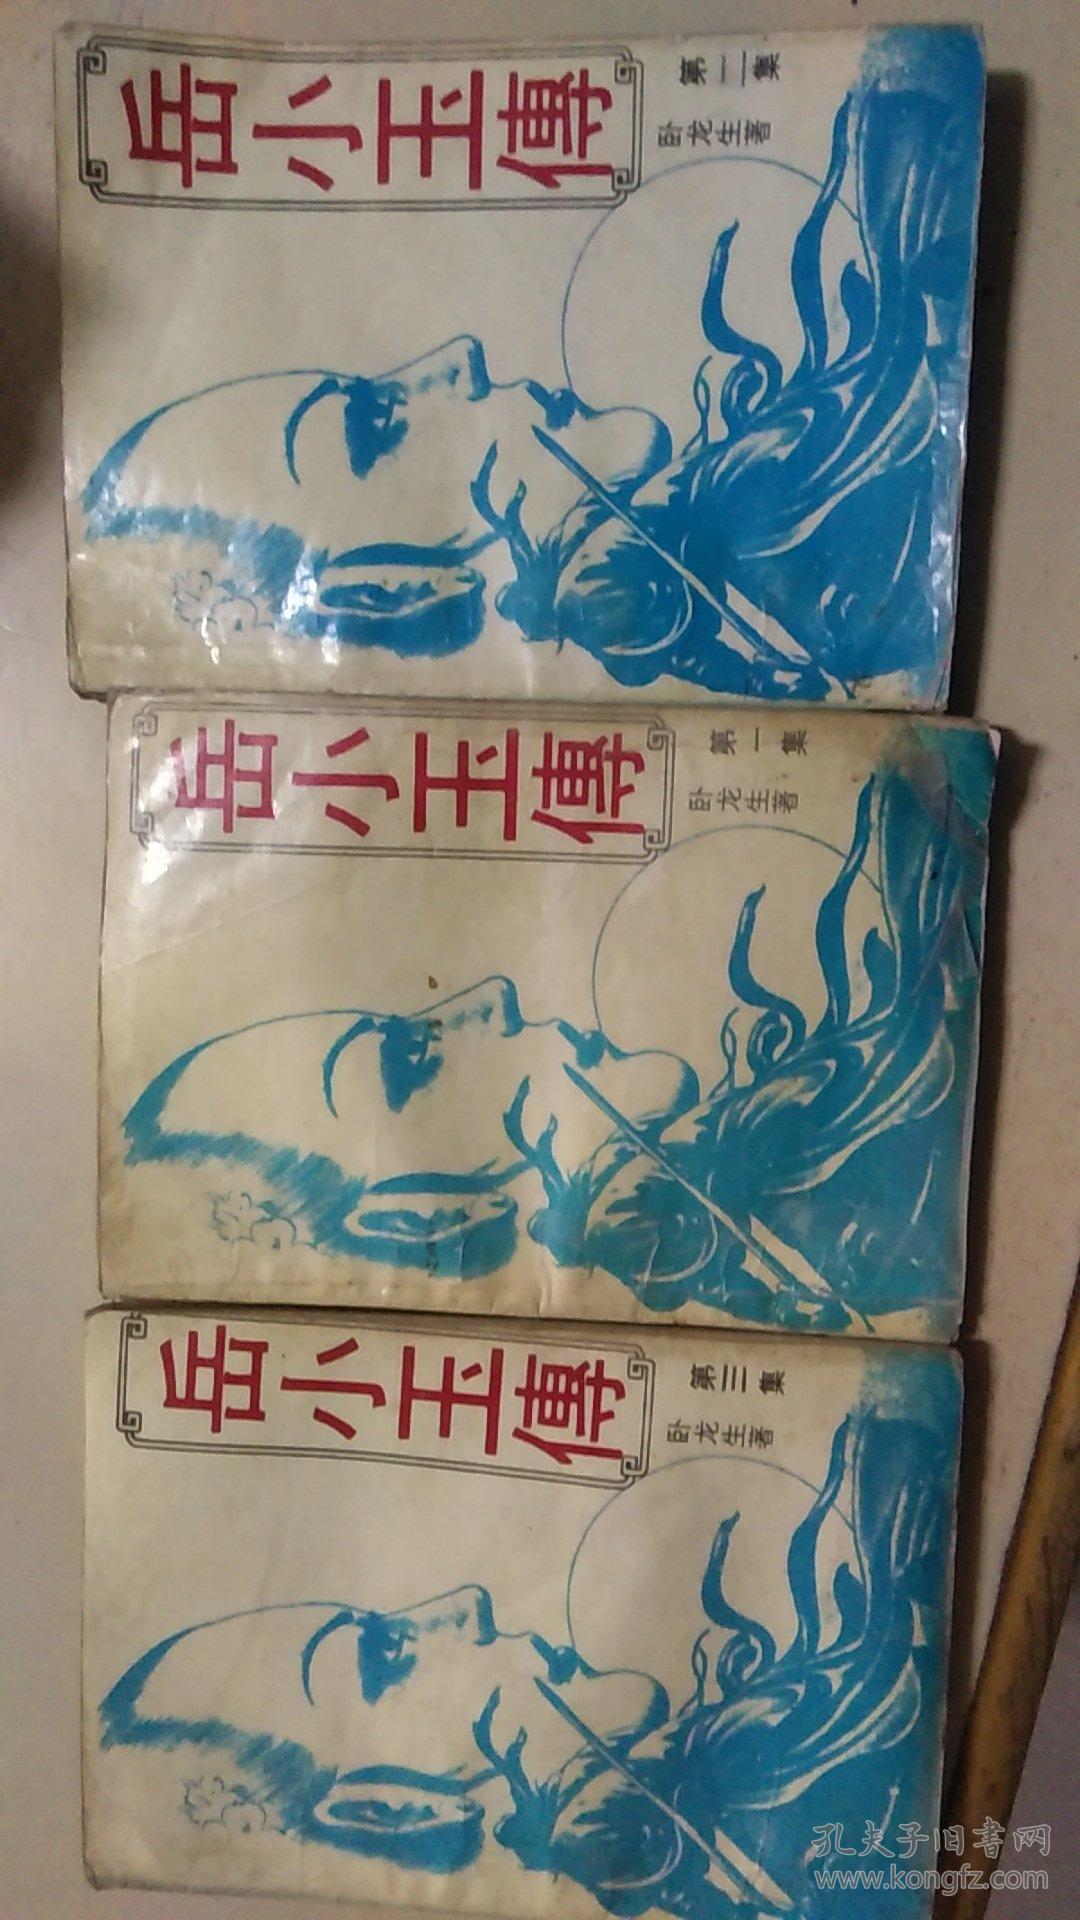 岳小玉傳
第二集
卧龙生著
岳小玉傳
第一集
卧龙生著
岳小玉傳
第三集
卧龙生著
孔夫子旧書网
www.kongfz.com